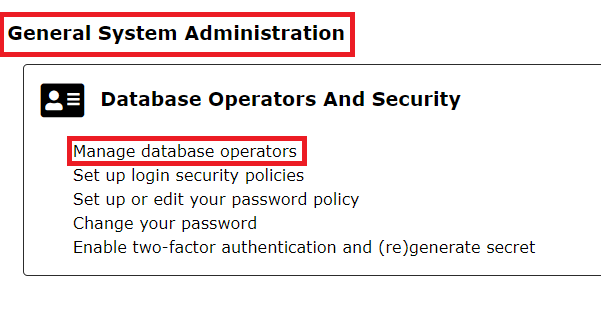 General System Administration
Database Operators And Security
Manage database operators
Set up login security policies
Set up or edit your password policy
Change your password
Enable two-factor authentication and (re)generate secret